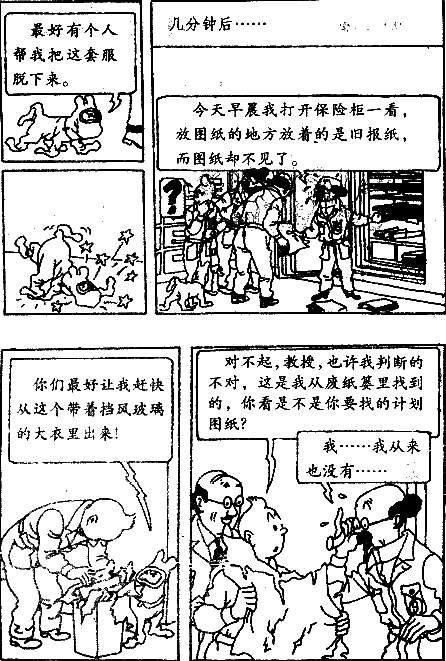 最好有个人
帮我把这套服
脱下来。
几分钟后……
今天早晨我打开保险柜一看，
放图纸的地方放着的是旧报纸，
而图纸却不见了。
?
你们最好让我赶快
从这个带着挡风玻璃
的大衣里出来!
对不起，教授，也许我判断的
不对，这是我从废纸篓里找到
的，你看是不是你要找的计划
图纸?
我……我从来
也没有……